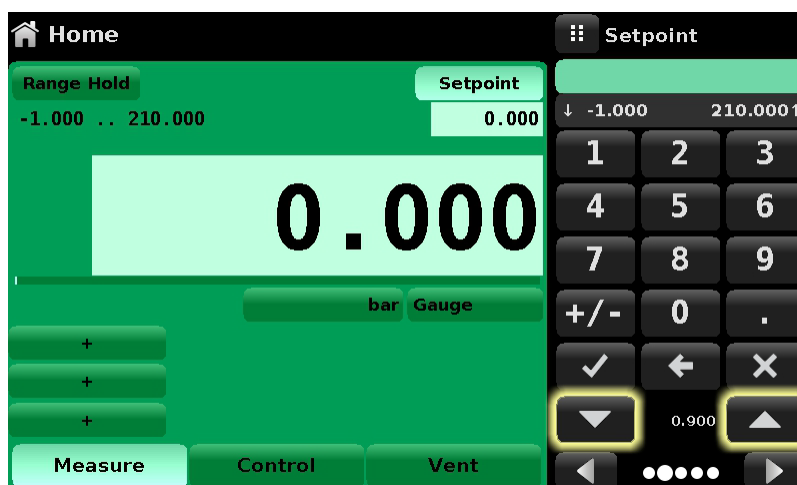 Home
Range Hold
Setpoint
-1.000 .. 210.000
0.000
0.000
bar
Gauge
+
+
+
Measure
Control
Vent
Setpoint
↓ -1.000 210.000↑
1 2 3
4 5 6
7 8 9
+/- 0 .
0.900